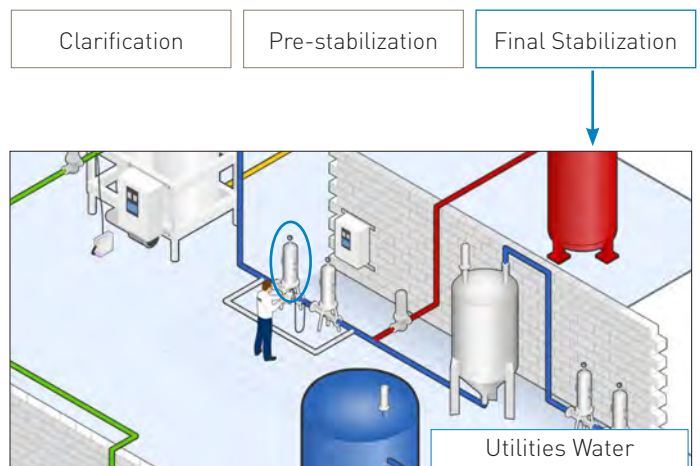 Clarification
Pre-stabilization
Final Stabilization
Utilities Water